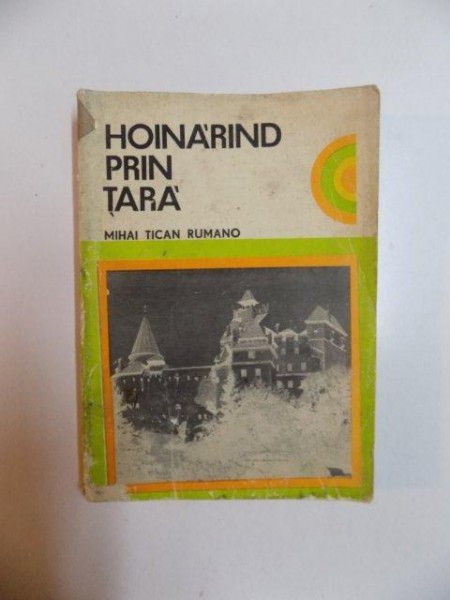 HOINĂRIND
PRIN
ȚARĂ
MIHAI TICAN RUMANO